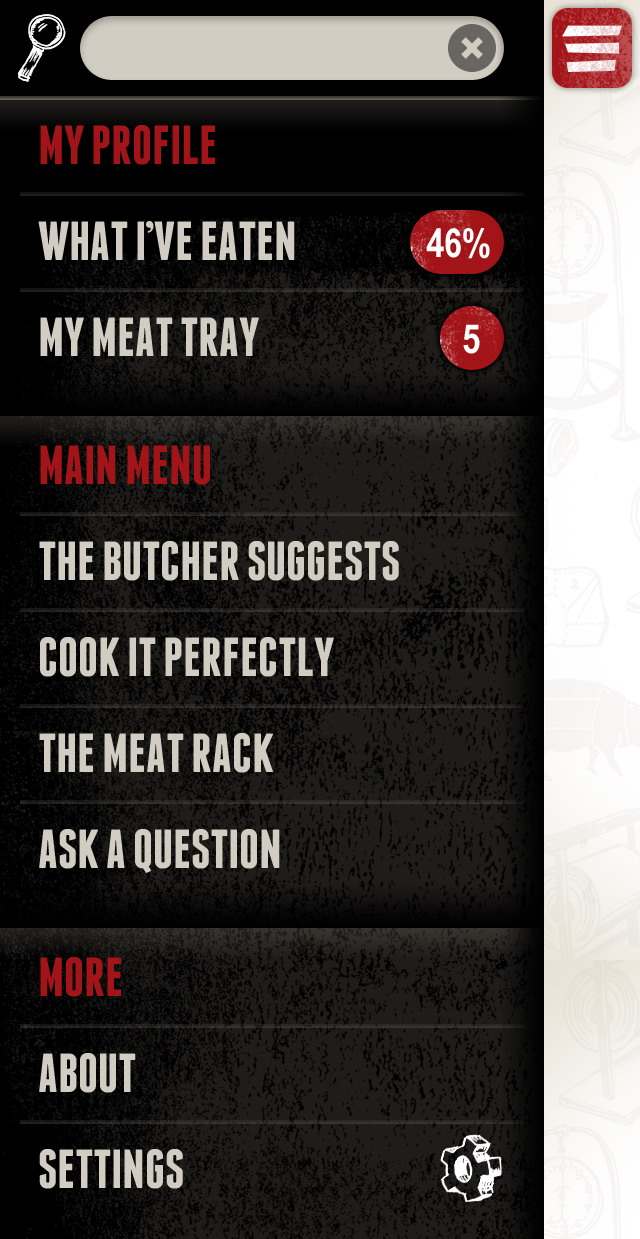 MY PROFILE
WHAT I'VE EATEN 46%
MY MEAT TRAY 5
MAIN MENU
THE BUTCHER SUGGESTS
COOK IT PERFECTLY
THE MEAT RACK
ASK A QUESTION
MORE
ABOUT
SETTINGS